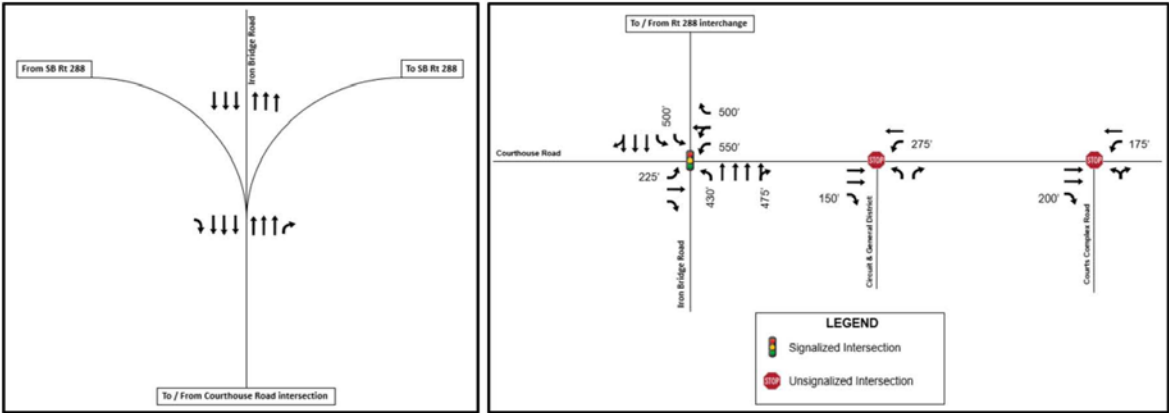 Iron Bridge Road
From SB Rt 288
To SB Rt 288
To / From Courthouse Road intersection
To / From Rt 288 interchange
500'
500'
550'
Courthouse Road
225'
430'
475'
Iron Bridge Road
275'
STOP
150'
Circuit & General District
175'
STOP
200'
Courts Complex Road
LEGEND
Signalized Intersection
STOP Unsignalized Intersection